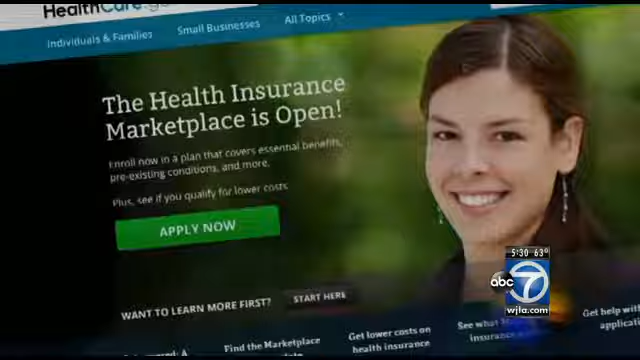 HealthCare.go
Individuals & Families
Small Businesses
All Topics
The Health Insurance
Marketplace is Open!
Enroll now in a plan that covers essential benefits,
pre-existing conditions, and more.
Plus, see if you qualify for lower costs
APPLY NOW
5:30 63°
abc 7
wjla.com
WANT TO LEARN MORE FIRST?
START HERE
Find the Marketplace
Get lower costs on
health insurance
See what M
insurance
Get help with
applicati